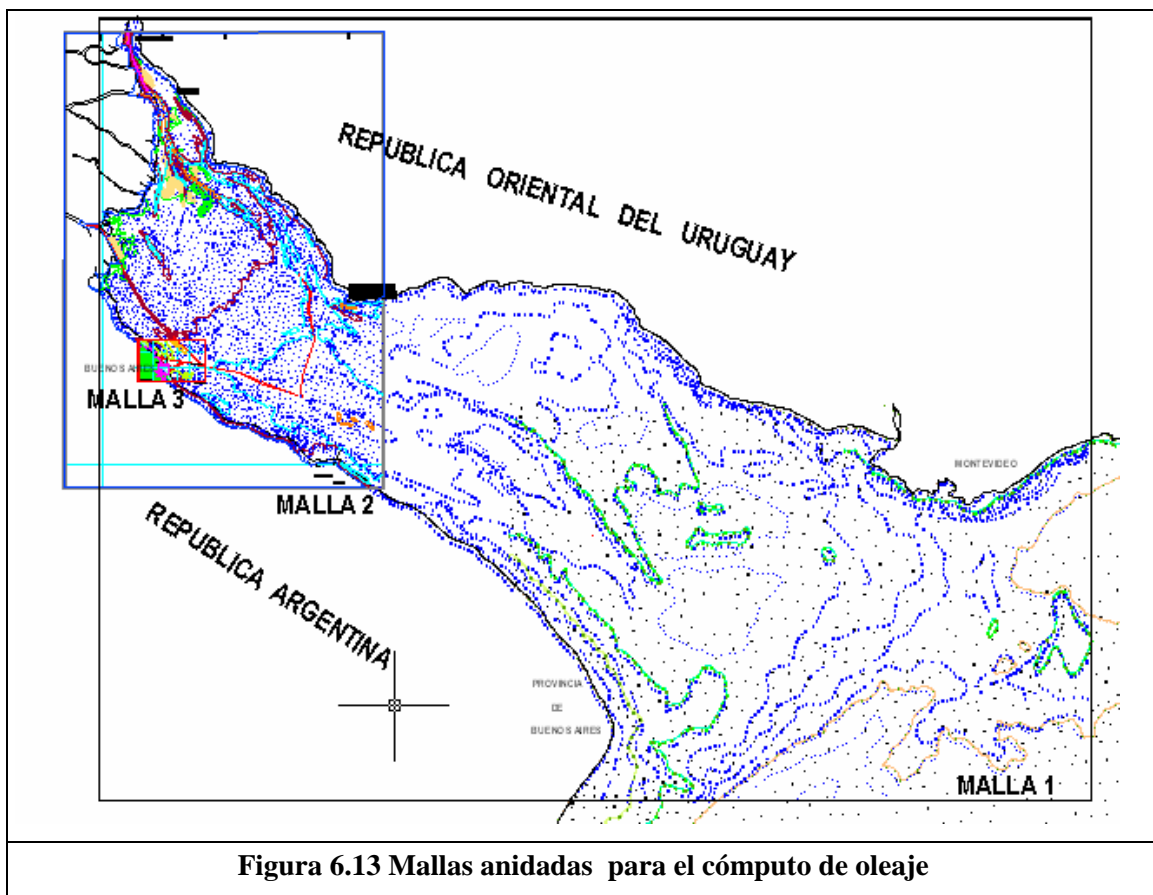 REPUBLICA ORIENTAL DEL URUGUAY
BUENOS AIRES
MALLA 3
MALLA 2
MONTEVIDEO
REPUBLICA ARGENTINA
PROVINCIA
DE
BUENOS AIRES
MALLA 1
Figura 6.13 Mallas anidadas para el cómputo de oleaje